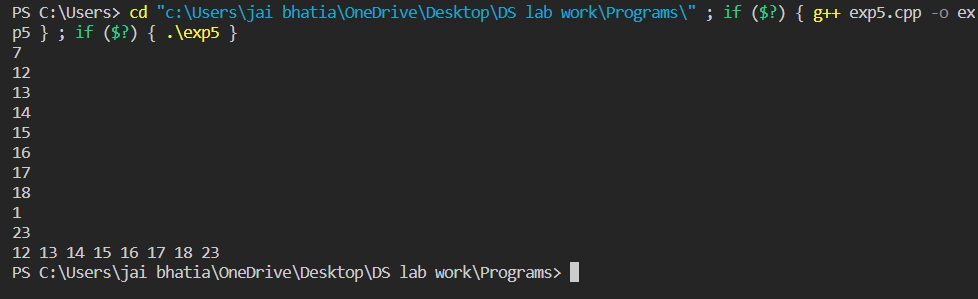 PS C:\Users> cd "c:\Users\jai bhatia\OneDrive\Desktop\DS lab work\Programs\" ; if ($?) { g++ exp5.cpp -o ex
p5 } ; if ($?) { .\exp5 }
7
12
13
14
15
16
17
18
1
23
12 13 14 15 16 17 18 23
PS C:\Users\jai bhatia\OneDrive\Desktop\DS lab work\Programs>